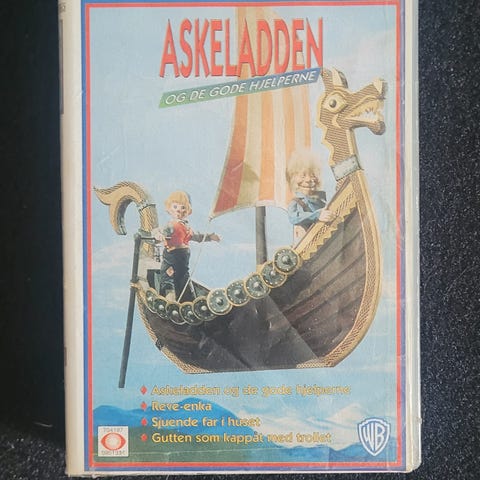 ASKELADDEN
OG DE GODE HJELPERNE
Askeladden og de gode hjelperne
Reve-enka
Sjuende far i huset
Gutten som kappåt med trollet
704197
WB